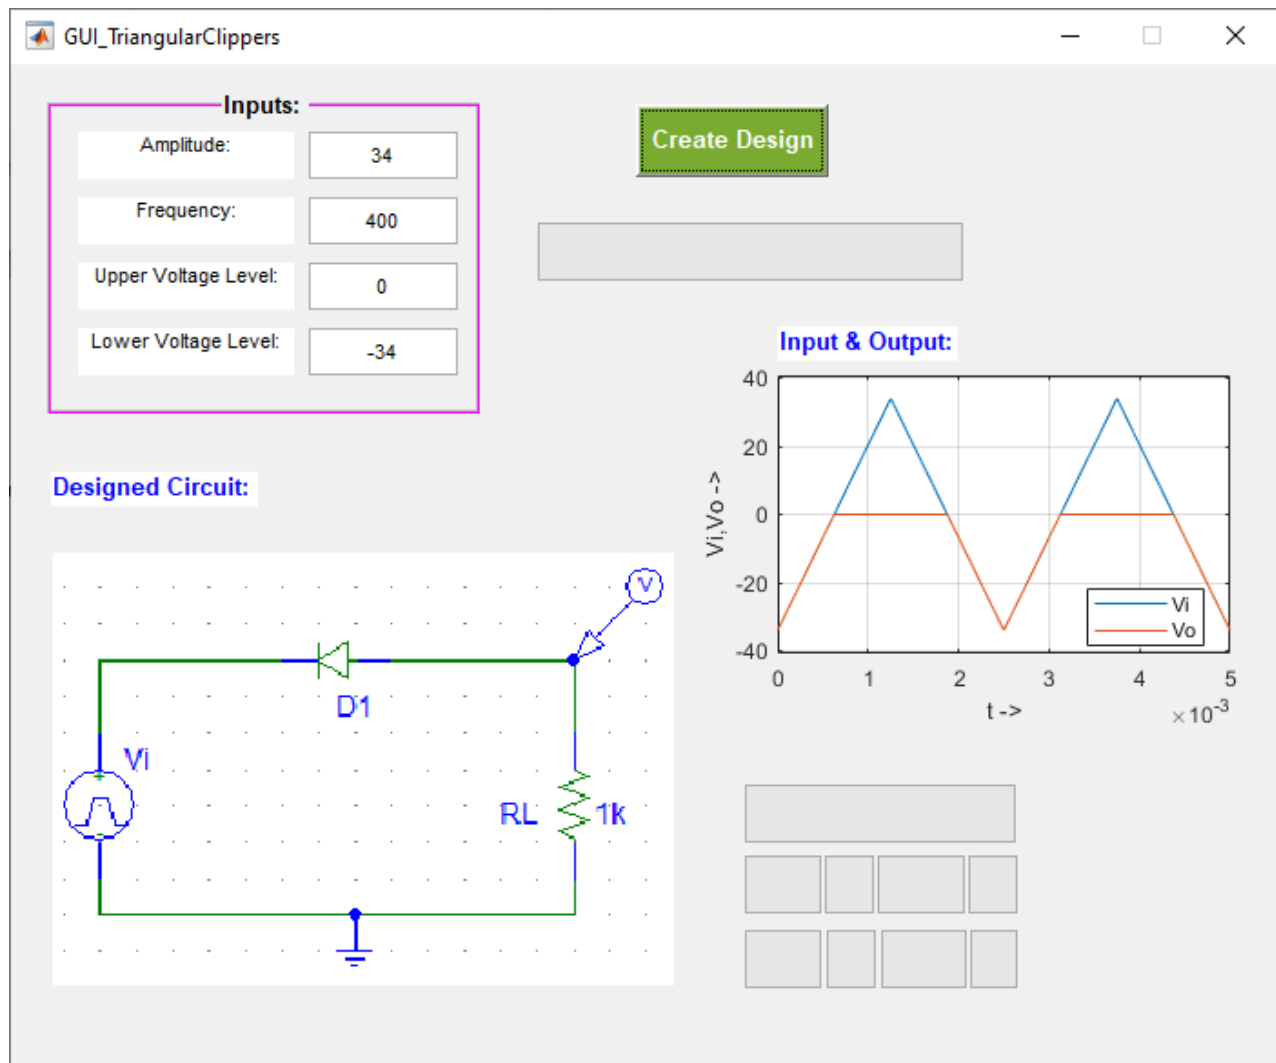 GUI_TriangularClippers
Inputs:
Amplitude:
34
Frequency:
400
Upper Voltage Level:
0
Lower Voltage Level:
-34
Create Design
Input & Output:
40
20
0
-20
-40
Vi,Vo ->
Vi
Vo
0
1
2
3
4
5
t ->
×10-3
Designed Circuit:
V
D1
Vi
RL
1k